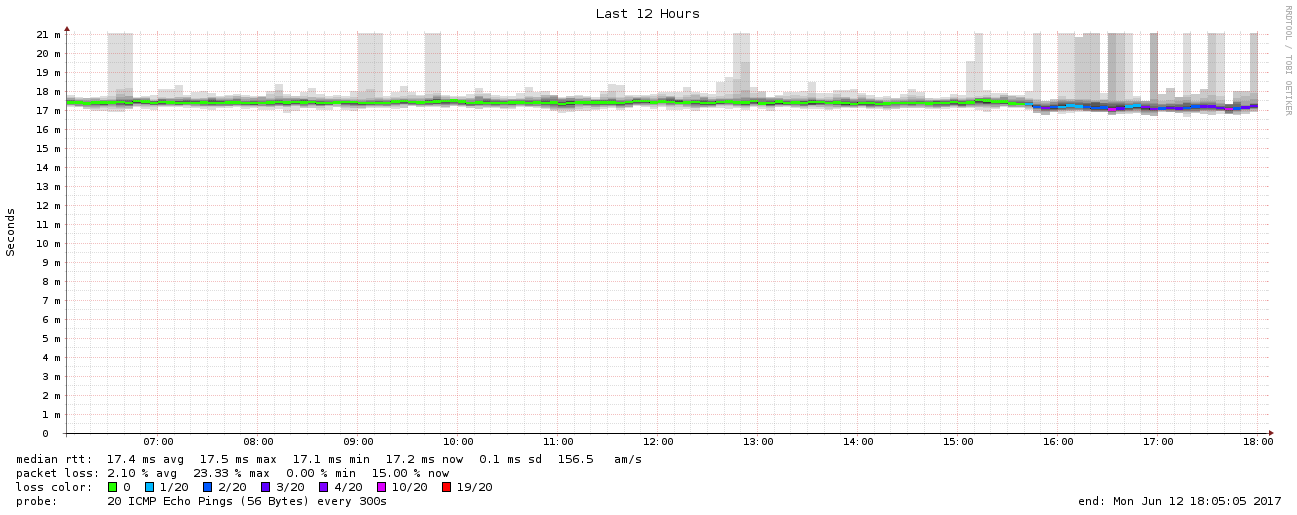 Last 12 Hours
RRDTOOL / TOBI OETIKER
21 m
20 m
19 m
18 m
17 m
16 m
15 m
14 m
13 m
12 m
11 m
10 m
9 m
8 m
7 m
6 m
5 m
4 m
3 m
2 m
1 m
0
Seconds
07:00 08:00 09:00 10:00 11:00 12:00 13:00 14:00 15:00 16:00 17:00 18:00
median rtt: 17.4 ms avg 17.5 ms max 17.1 ms min 17.2 ms now 0.1 ms sd 156.5 am/s
packet loss: 2.10 % avg 23.33 % max 0.00 % min 15.00 % now
loss color: 0 1/20 2/20 3/20 4/20 10/20 19/20
probe: 20 ICMP Echo Pings (56 Bytes) every 300s end: Mon Jun 12 18:05:05 2017